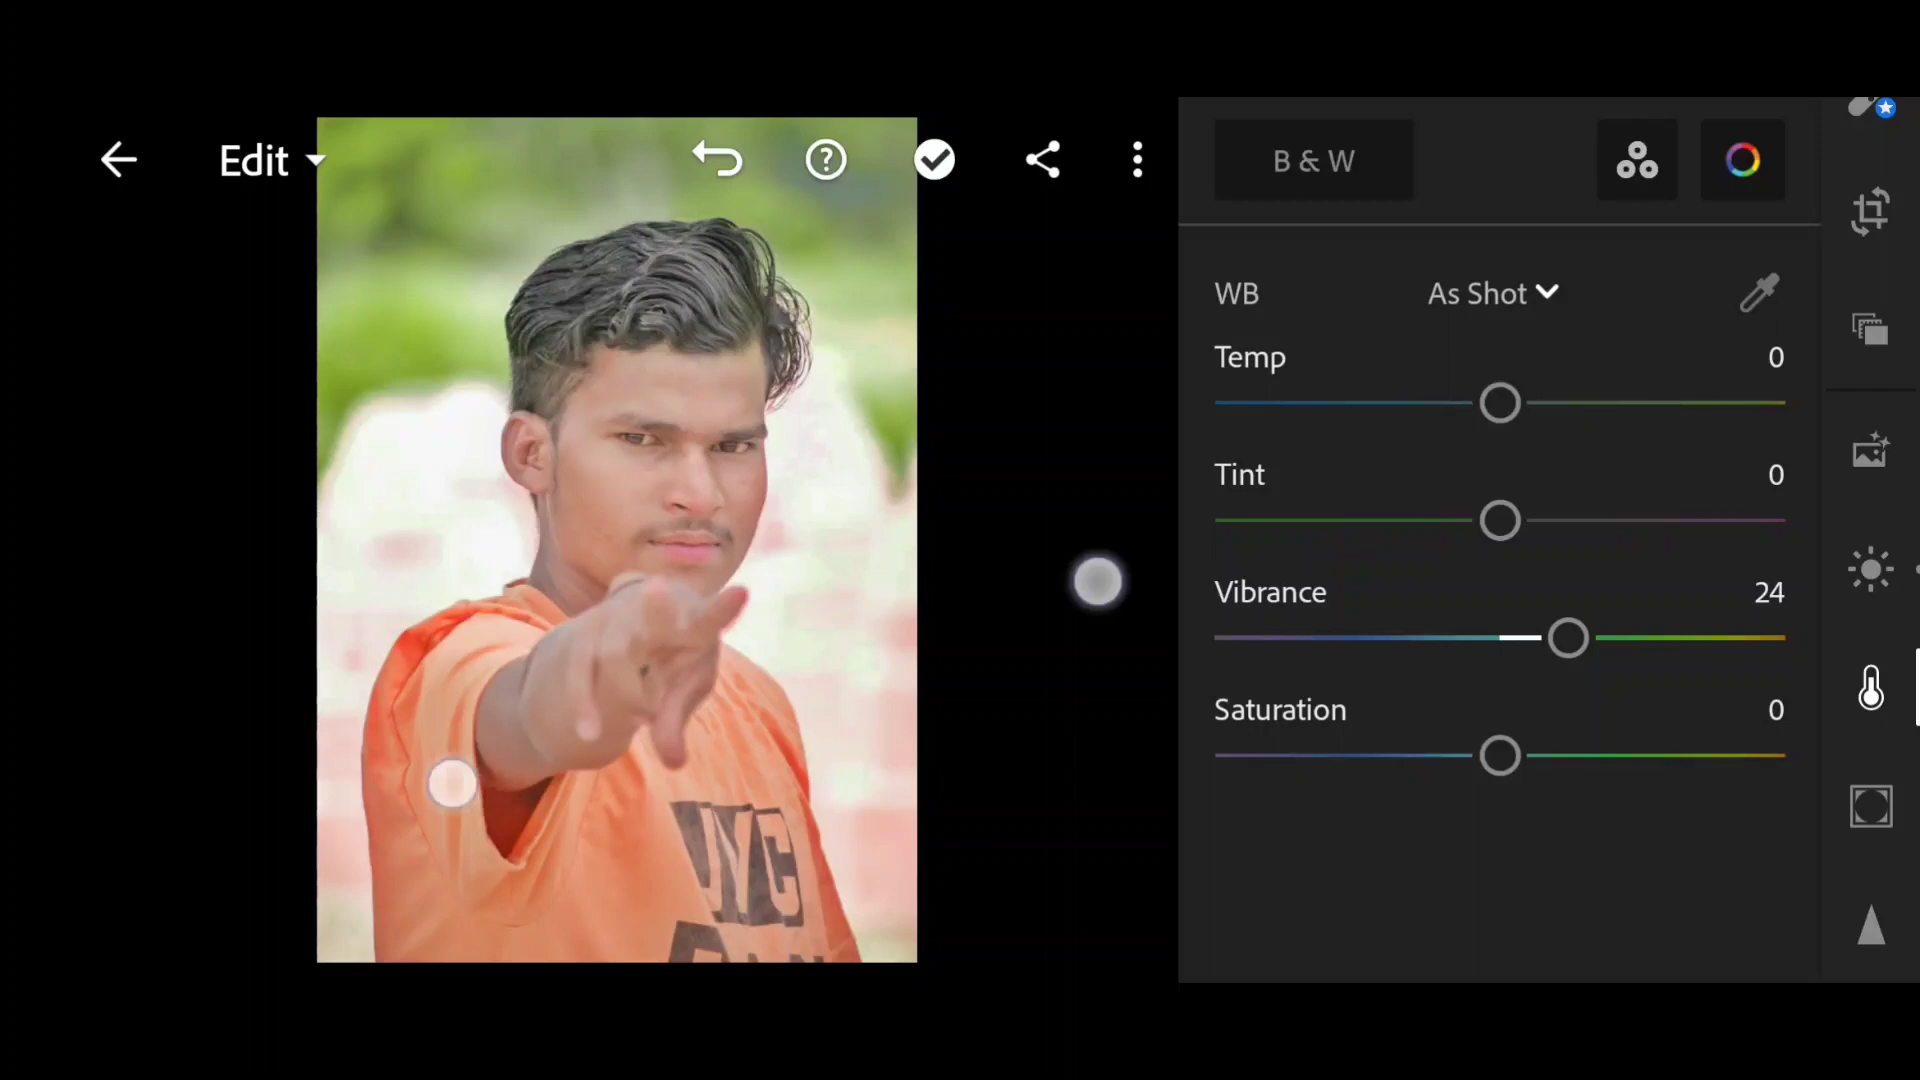 Edit
B & W
WB As Shot
Temp 0
Tint 0
Vibrance 24
Saturation 0